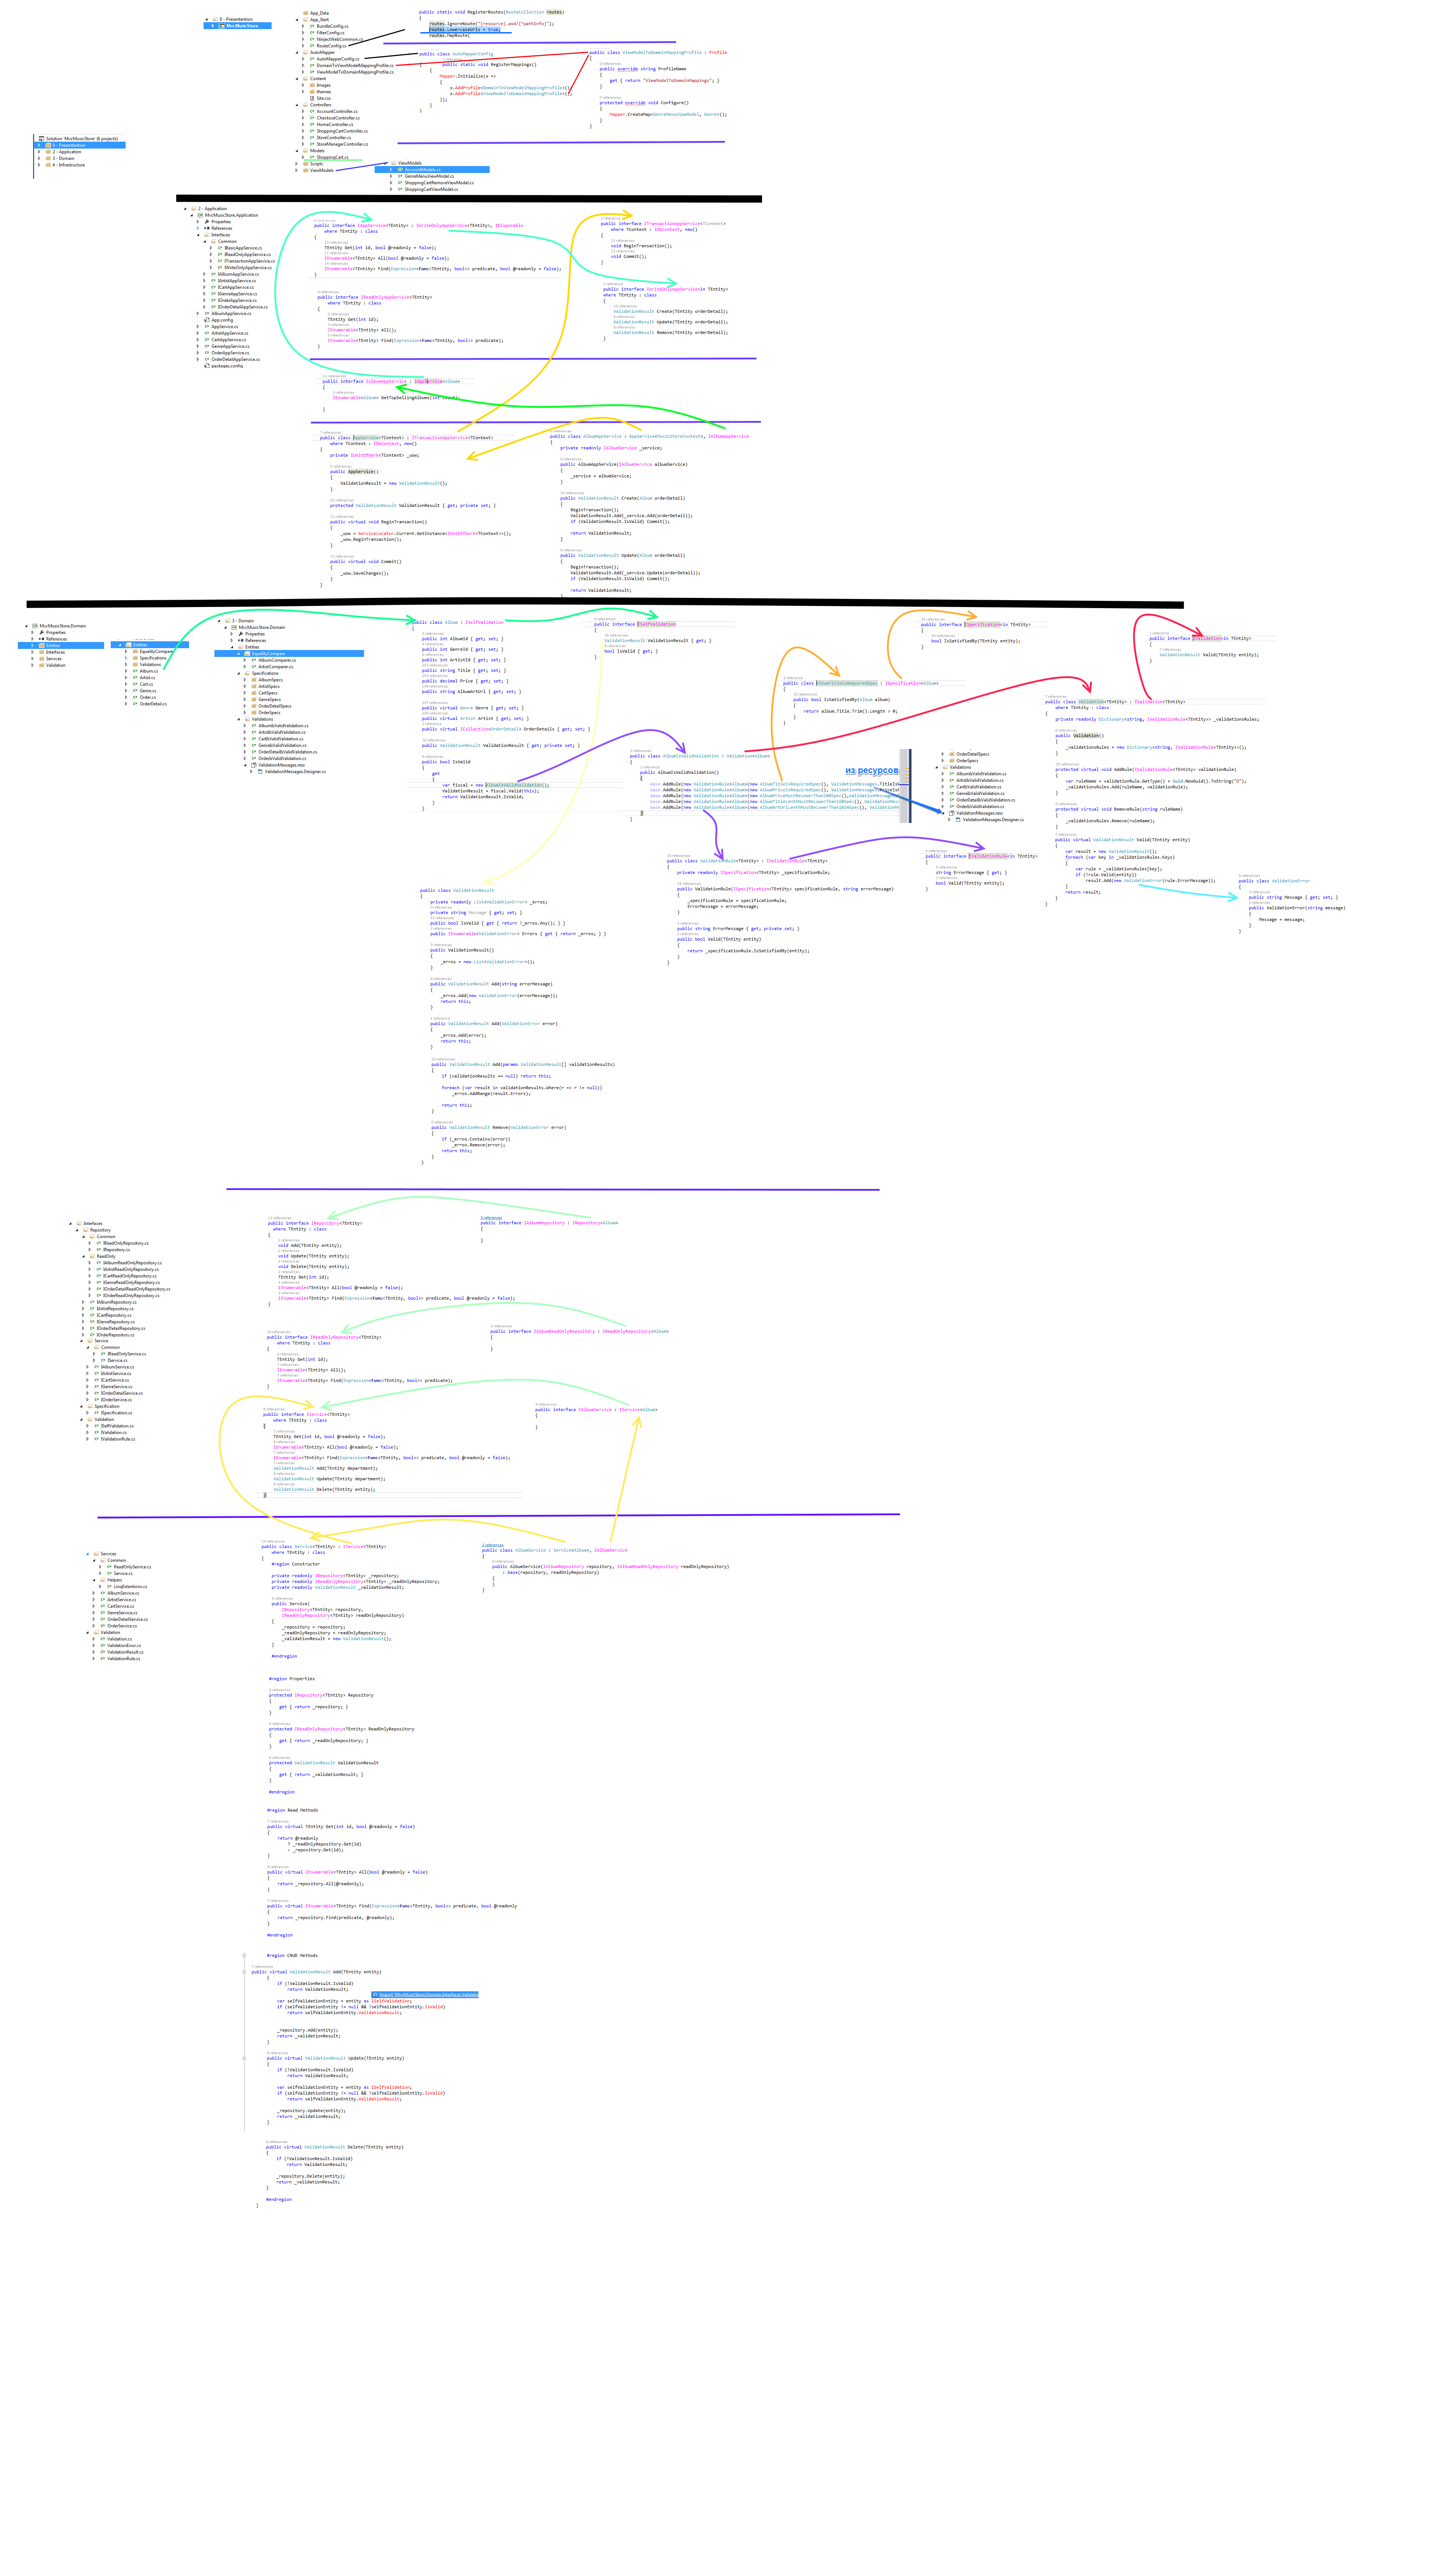 0 - Presentention
MvcMusicStore
App_Data
App_Start
BundleConfig.cs
FilterConfig.cs
NinjectWebCommon.cs
RouteConfig.cs
AutoMapper
AutoMapperConfig.cs
DomainToViewModelMappingProfile.cs
ViewModelToDomainMappingProfile.cs
Content
Images
themes
Site.css
Controllers
AccountController.cs
CheckoutController.cs
HomeController.cs
ShoppingCartController.cs
StoreController.cs
StoreManagerController.cs
Models
ShoppingCart.cs
Scripts
ViewModels
public static void RegisterRoutes(RouteCollection routes)
{
routes.IgnoreRoute("{resource}.axd/{*pathInfo}");
routes.LowercaseUrls = true;
routes.MapRoute(
public class AutoMapperConfig
{
public static void RegisterMappings()
{
Mapper.Initialize(x =>
{
x.AddProfile<DomainToViewModelMappingProfile>();
x.AddProfile<ViewModelToDomainMappingProfile>();
});
}
}
public class ViewModelToDomainMappingProfile : Profile
{
public override string ProfileName
{
get { return "ViewModelToDomainMappings"; }
}
protected override void Configure()
{
Mapper.CreateMap<GenreMenuViewModel, Genre>();
}
}
Solution 'MvcMusicStore' (6 projects)
0 - Presentention
2 - Application
3 - Domain
4 - Infrastructure
ViewModels
AccountModels.cs
GenreMenuViewModel.cs
ShoppingCartRemoveViewModel.cs
ShoppingCartViewModel.cs
2 - Application
MvcMusicStore.Application
Properties
References
Interfaces
Common
IBasicAppService.cs
IReadOnlyAppService.cs
ITransactionAppService.cs
IWriteOnlyAppService.cs
IAlbumAppService.cs
IArtistAppService.cs
ICartAppService.cs
IGenreAppService.cs
IOrderAppService.cs
IOrderDetailAppService.cs
AlbumAppService.cs
App.config
AppService.cs
ArtistAppService.cs
CartAppService.cs
GenreAppService.cs
OrderAppService.cs
OrderDetailAppService.cs
packages.config
public interface IAppService<TEntity> : IWriteOnlyAppService<TEntity>, IDisposable
where TEntity : class
{
TEntity Get(int id, bool @readonly = false);
IEnumerable<TEntity> All(bool @readonly = false);
IEnumerable<TEntity> Find(Expression<Func<TEntity, bool>> predicate, bool @readonly = false);
}
public interface IReadOnlyAppService<TEntity>
where TEntity : class
{
TEntity Get(int id);
IEnumerable<TEntity> All();
IEnumerable<TEntity> Find(Expression<Func<TEntity, bool>> predicate);
}
public interface ITransactionAppService<TContext>
where TContext : IDbContext, new()
{
void BeginTransaction();
void Commit();
}
public interface IWriteOnlyAppService<in TEntity>
where TEntity : class
{
ValidationResult Create(TEntity orderDetail);
ValidationResult Update(TEntity orderDetail);
ValidationResult Remove(TEntity orderDetail);
}
public interface IAlbumAppService : IAppService<Album>
{
IEnumerable<Album> GetTopSellingAlbums(int count);
}
public class AppService<TContext> : ITransactionAppService<TContext>
where TContext : IDbContext, new()
{
private IUnitOfWork<TContext> _uow;
public AppService()
{
ValidationResult = new ValidationResult();
}
protected ValidationResult ValidationResult { get; private set; }
public virtual void BeginTransaction()
{
_uow = ServiceLocator.Current.GetInstance<IUnitOfWork<TContext>>();
_uow.BeginTransaction();
}
public virtual void Commit()
{
_uow.SaveChanges();
}
}
public class AlbumAppService : AppService<MusicStoreContext>, IAlbumAppService
{
private readonly IAlbumService _service;
public AlbumAppService(IAlbumService albumService)
{
_service = albumService;
}
public ValidationResult Create(Album orderDetail)
{
BeginTransaction();
ValidationResult.Add(_service.Add(orderDetail));
if (ValidationResult.IsValid) Commit();
return ValidationResult;
}
public ValidationResult Update(Album orderDetail)
{
BeginTransaction();
ValidationResult.Add(_service.Update(orderDetail));
if (ValidationResult.IsValid) Commit();
return ValidationResult;
MvcMusicStore.Domain
Properties
References
Entities
Interfaces
Services
Validation
Entities
EqualityCompare
Specifications
Validations
Album.cs
Artist.cs
Cart.cs
Genre.cs
Order.cs
OrderDetail.cs
3 - Domain
MvcMusicStore.Domain
Properties
References
Entities
EqualityCompare
AlbumComparer.cs
ArtistComparer.cs
Specifications
AlbumSpecs
ArtistSpecs
CartSpecs
GenreSpecs
OrderDetailSpecs
OrderSpecs
Validations
AlbumIsValidValidation.cs
ArtistIsValidValidation.cs
CartIsValidValidation.cs
GenreIsValidValidation.cs
OrderDetailIsValidValidation.cs
OrderIsValidValidation.cs
ValidationMessages.resx
ValidationMessages.Designer.cs
public class Album : ISelfValidation
{
public int AlbumId { get; set; }
public int GenreId { get; set; }
public int ArtistId { get; set; }
public string Title { get; set; }
public decimal Price { get; set; }
public string AlbumArtUrl { get; set; }
public virtual Genre Genre { get; set; }
public virtual Artist Artist { get; set; }
public virtual ICollection<OrderDetail> OrderDetails { get; set; }
public ValidationResult ValidationResult { get; private set; }
public bool IsValid
{
get
{
var fiscal = new AlbumIsValidValidation();
ValidationResult = fiscal.Valid(this);
return ValidationResult.IsValid;
}
}
public interface ISelfValidation
{
ValidationResult ValidationResult { get; }
bool IsValid { get; }
}
public class AlbumTitleIsRequiredSpec : ISpecification<Album>
{
public bool IsSatisfiedBy(Album album)
{
return album.Title.Trim().Length > 0;
}
}
public interface ISpecification<in TEntity>
{
bool IsSatisfiedBy(TEntity entity);
}
public interface IValidation<in TEntity>
{
ValidationResult Valid(TEntity entity);
}
public class AlbumIsValidValidation : Validation<Album>
{
public AlbumIsValidValidation()
{
base.AddRule(new ValidationRule<Album>(new AlbumTitleIsRequiredSpec(), ValidationMessages.TitleIs
base.AddRule(new ValidationRule<Album>(new AlbumPriceIsRequiredSpec(), ValidationMessages.PriceIs
}
}
из ресурсов
OrderDetailSpecs
OrderSpecs
Validations
AlbumIsValidValidation.cs
ArtistIsValidValidation.cs
CartIsValidValidation.cs
GenreIsValidValidation.cs
OrderDetailIsValidValidation.cs
OrderIsValidValidation.cs
ValidationMessages.resx
ValidationMessages.Designer.cs
public class Validation<TEntity> : IValidation<TEntity>
where TEntity : class
{
private readonly Dictionary<string, IValidationRule<TEntity>> _validationsRules;
public Validation()
{
_validationsRules = new Dictionary<string, IValidationRule<TEntity>>();
}
protected virtual void AddRule(IValidationRule<TEntity> validationRule)
{
var ruleName = validationRule.GetType() + Guid.NewGuid().ToString("D");
_validationsRules.Add(ruleName, validationRule);
}
protected virtual void RemoveRule(string ruleName)
{
_validationsRules.Remove(ruleName);
}
public virtual ValidationResult Valid(TEntity entity)
{
var result = new ValidationResult();
foreach (var key in _validationsRules.Keys)
{
var rule = _validationsRules[key];
if (!rule.Valid(entity))
result.Add(new ValidationError(rule.ErrorMessage));
}
return result;
}
}
public class ValidationRule<TEntity> : IValidationRule<TEntity>
{
private readonly ISpecification<TEntity> _specificationRule;
public ValidationRule(ISpecification<TEntity> specificationRule, string errorMessage)
{
_specificationRule = specificationRule;
ErrorMessage = errorMessage;
}
public string ErrorMessage { get; private set; }
public bool Valid(TEntity entity)
{
return _specificationRule.IsSatisfiedBy(entity);
}
}
public interface IValidationRule<in TEntity>
{
string ErrorMessage { get; }
bool Valid(TEntity entity);
}
public class ValidationError
{
public string Message { get; set; }
public ValidationError(string message)
{
Message = message;
}
}
public class ValidationResult
{
private readonly List<ValidationError> _erros;
private string Message { get; set; }
public bool IsValid { get { return !_erros.Any(); } }
public IEnumerable<ValidationError> Errors { get { return _erros; } }
public ValidationResult()
{
_erros = new List<ValidationError>();
}
public ValidationResult Add(string errorMessage)
{
_erros.Add(new ValidationError(errorMessage));
return this;
}
public ValidationResult Add(ValidationError error)
{
_erros.Add(error);
return this;
}
public ValidationResult Add(params ValidationResult[] validationResults)
{
if (validationResults == null) return this;
foreach (var result in validationResults.Where(r => r != null))
_erros.AddRange(result.Errors);
return this;
}
public ValidationResult Remove(ValidationError error)
{
if (_erros.Contains(error))
_erros.Remove(error);
return this;
}
}
Interfaces
Repository
Common
IReadOnlyRepository.cs
IRepository.cs
ReadOnly
IAlbumReadOnlyRepository.cs
IArtistReadOnlyRepository.cs
ICartReadOnlyRepository.cs
IGenreReadOnlyRepository.cs
IOrderDetailReadOnlyRepository.cs
IOrderReadOnlyRepository.cs
IAlbumRepository.cs
IArtistRepository.cs
ICartRepository.cs
IGenreRepository.cs
IOrderDetailRepository.cs
IOrderRepository.cs
Service
Common
IReadOnlyService.cs
IService.cs
IAlbumService.cs
IArtistService.cs
ICartService.cs
IGenreService.cs
IOrderDetailService.cs
IOrderService.cs
Specification
ISpecification.cs
Validation
ISelfValidation.cs
IValidation.cs
IValidationRule.cs
public interface IRepository<TEntity>
where TEntity : class
{
void Add(TEntity entity);
void Update(TEntity entity);
void Delete(TEntity entity);
TEntity Get(int id);
IEnumerable<TEntity> All(bool @readonly = false);
IEnumerable<TEntity> Find(Expression<Func<TEntity, bool>> predicate, bool @readonly = false);
}
public interface IAlbumRepository : IRepository<Album>
{
}
public interface IReadOnlyRepository<TEntity>
where TEntity : class
{
TEntity Get(int id);
IEnumerable<TEntity> All();
IEnumerable<TEntity> Find(Expression<Func<TEntity, bool>> predicate);
}
public interface IAlbumReadOnlyRepository : IReadOnlyRepository<Album>
{
}
public interface IService<TEntity>
where TEntity : class
{
TEntity Get(int id, bool @readonly = false);
IEnumerable<TEntity> All(bool @readonly = false);
IEnumerable<TEntity> Find(Expression<Func<TEntity, bool>> predicate, bool @readonly = false);
ValidationResult Add(TEntity department);
ValidationResult Update(TEntity department);
ValidationResult Delete(TEntity entity);
}
public interface IAlbumService : IService<Album>
{
}
Services
Common
ReadOnlyService.cs
Service.cs
Helpers
LinqExtentions.cs
AlbumService.cs
ArtistService.cs
CartService.cs
GenreService.cs
OrderDetailService.cs
OrderService.cs
Validation
Validation.cs
ValidationError.cs
ValidationResult.cs
ValidationRule.cs
public class Service<TEntity> : IService<TEntity>
where TEntity : class
{
#region Constructor
private readonly IRepository<TEntity> _repository;
private readonly IReadOnlyRepository<TEntity> _readOnlyRepository;
private readonly ValidationResult _validationResult;
public Service(
IRepository<TEntity> repository,
IReadOnlyRepository<TEntity> readOnlyRepository)
{
_repository = repository;
_readOnlyRepository = readOnlyRepository;
_validationResult = new ValidationResult();
}
#endregion
public class AlbumService : Service<Album>, IAlbumService
{
public AlbumService(IAlbumRepository repository, IAlbumReadOnlyRepository readOnlyRepository)
: base(repository, readOnlyRepository)
{
}
}
#region Properties
protected IRepository<TEntity> Repository
{
get { return _repository; }
}
protected IReadOnlyRepository<TEntity> ReadOnlyRepository
{
get { return _readOnlyRepository; }
}
protected ValidationResult ValidationResult
{
get { return _validationResult; }
}
#endregion
#region Read Methods
public virtual TEntity Get(int id, bool @readonly = false)
{
return @readonly
? _readOnlyRepository.Get(id)
: _repository.Get(id);
}
public virtual IEnumerable<TEntity> All(bool @readonly = false)
{
return _repository.All(@readonly);
}
public virtual IEnumerable<TEntity> Find(Expression<Func<TEntity, bool>> predicate, bool @readonly
{
return _repository.Find(predicate, @readonly);
}
#endregion
#region CRUD Methods
public virtual ValidationResult Add(TEntity entity)
{
if (!ValidationResult.IsValid)
return ValidationResult;
Import 'MvcMusicStore.Domain.Interfaces.Validatio
var selfValidationEntity = entity as ISelfValidation;
if (selfValidationEntity != null && !selfValidationEntity.IsValid)
return selfValidationEntity.ValidationResult;
_repository.Add(entity);
return _validationResult;
}
public virtual ValidationResult Update(TEntity entity)
{
if (!ValidationResult.IsValid)
return ValidationResult;
var selfValidationEntity = entity as ISelfValidation;
if (selfValidationEntity != null && !selfValidationEntity.IsValid)
return selfValidationEntity.ValidationResult;
_repository.Update(entity);
return _validationResult;
}
public virtual ValidationResult Delete(TEntity entity)
{
if (!ValidationResult.IsValid)
return ValidationResult;
_repository.Delete(entity);
return _validationResult;
}
#endregion
}